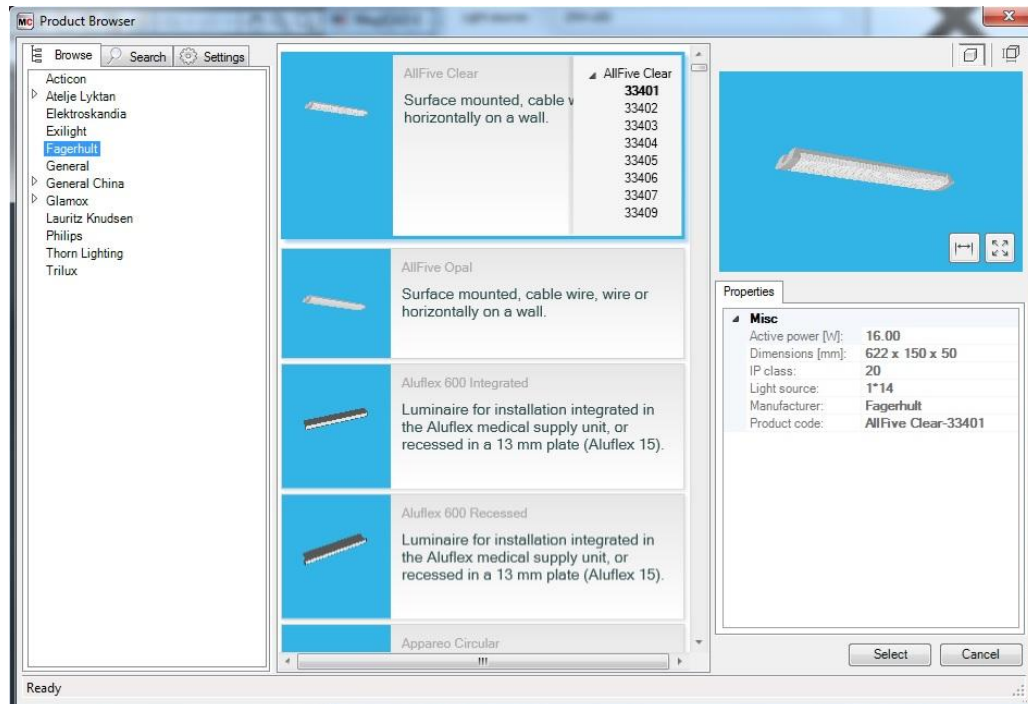 MC Product Browser
Browse
Search
Settings
Acticon
Atelje Lyktan
Elektroskandia
Exilight
Fagerhult
General
General China
Glamox
Lauritz Knudsen
Philips
Thorn Lighting
Trilux
AllFive Clear
Surface mounted, cable
horizontally on a wall.
AllFive Clear
33401
33402
33403
33404
33405
33406
33407
33409
AllFive Opal
Surface mounted, cable wire, wire or
horizontally on a wall.
Aluflex 600 Integrated
Luminaire for installation integrated in
the Aluflex medical supply unit, or
recessed in a 13 mm plate (Aluflex 15).
Aluflex 600 Recessed
Luminaire for installation integrated in
the Aluflex medical supply unit, or
recessed in a 13 mm plate (Aluflex 15).
Appareo Circular
Properties
Misc
Active power [W]: 16.00
Dimensions [mm]: 622 x 150 x 50
IP class: 20
Light source: 1*14
Manufacturer: Fagerhult
Product code: AllFive Clear-33401
Select
Cancel
Ready